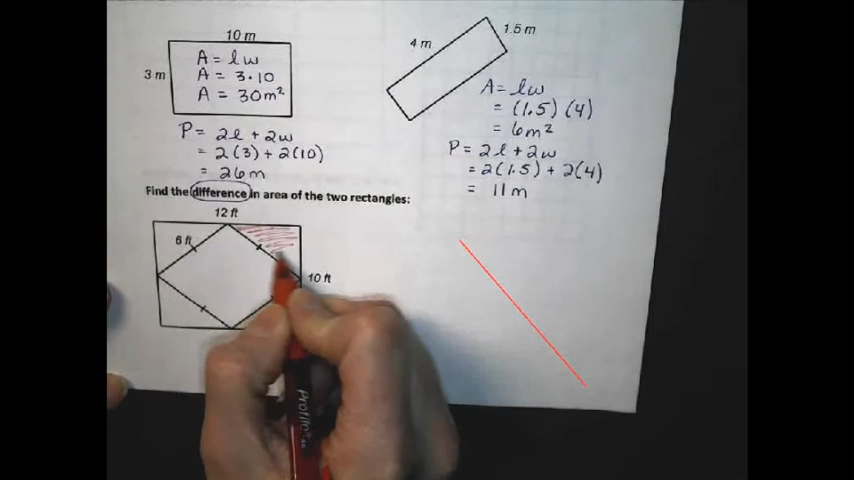 10 m
3 m
A = lw
A = 3·10
A = 30m²
P = 2l + 2w
= 2(3) + 2(10)
= 26m
4 m
1.5 m
A = lw
= (1.5)(4)
= 6m²
P = 2l + 2w
= 2(1.5) + 2(4)
= 11m
Find the difference in area of the two rectangles:
12 ft
6 ft
10 ft
Profile